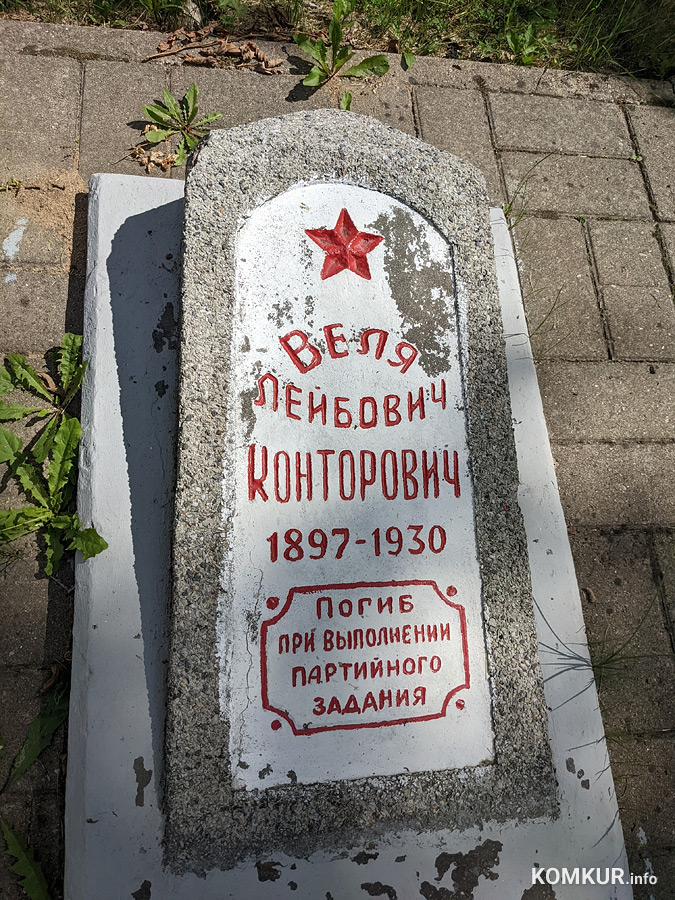 Веля
Лейбович
Конторович
1897-1930
Погиб
при выполнении
партийного
задания
KOMKUR.info